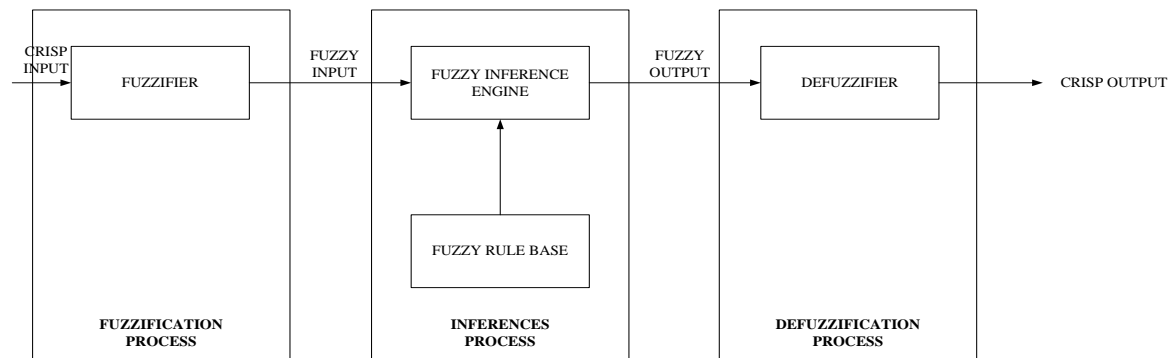 CRISP
INPUT
FUZZIFIER
FUZZY
INPUT
FUZZY INFERENCE
ENGINE
FUZZY
OUTPUT
DEFUZZIFIER
CRISP OUTPUT
FUZZY RULE BASE
FUZZIFICATION
PROCESS
INFERENCES
PROCESS
DEFUZZIFICATION
PROCESS